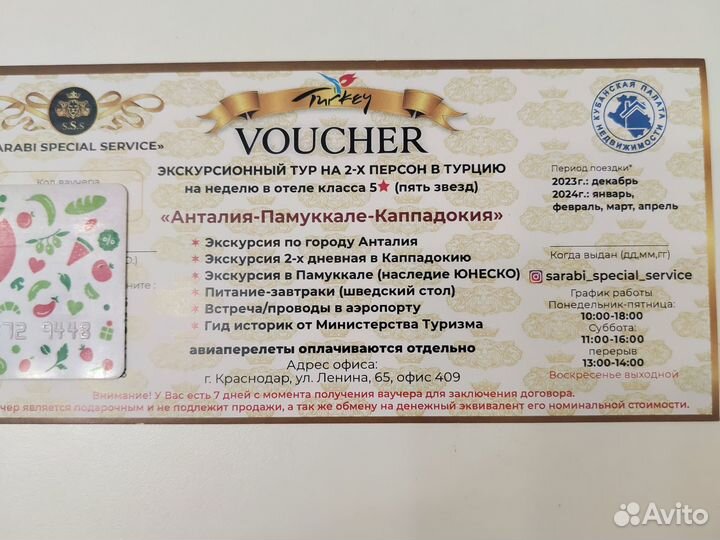 Turkey
S.S.s
КУБАНСКАЯ ПАЛАТА НЕДВИЖИМОСТИ
SARABI SPECIAL SERVICE»
VOUCHER
Код ваучера
ЭКСКУРСИОННЫЙ ТУР НА 2-Х ПЕРСОН В ТУРЦИЮ
на неделю в отеле класса 5★ (пять звезд)
Период поездки*
2023г.: декабрь
2024г.: январь,
февраль, март, апрель
«Анталия-Памуккале-Каппадокия»
★ Экскурсия по городу Анталия
★ Экскурсия 2-х дневная в Каппадокию
★ Экскурсия в Памуккале (наследие ЮНЕСКО)
★ Питание-завтраки (шведский стол)
★ Встреча/проводы в аэропорту
★ Гид историк от Министерства Туризма
Когда выдан (дд,мм,гг)
sarabi_special_service
График работы
Понедельник-пятница:
10:00-18:00
Суббота:
11:00-16:00
перерыв
13:00-14:00
Воскресенье выходной
72 9448
авиаперелеты оплачиваются отдельно
Адрес офиса:
г. Краснодар, ул. Ленина, 65, офис 409
Внимание! У Вас есть 7 дней с момента получения ваучера для заключения договора.
чер является подарочным и не подлежит продажи, а так же обмену на денежный эквивалент его номинальной стоимости.
Avito